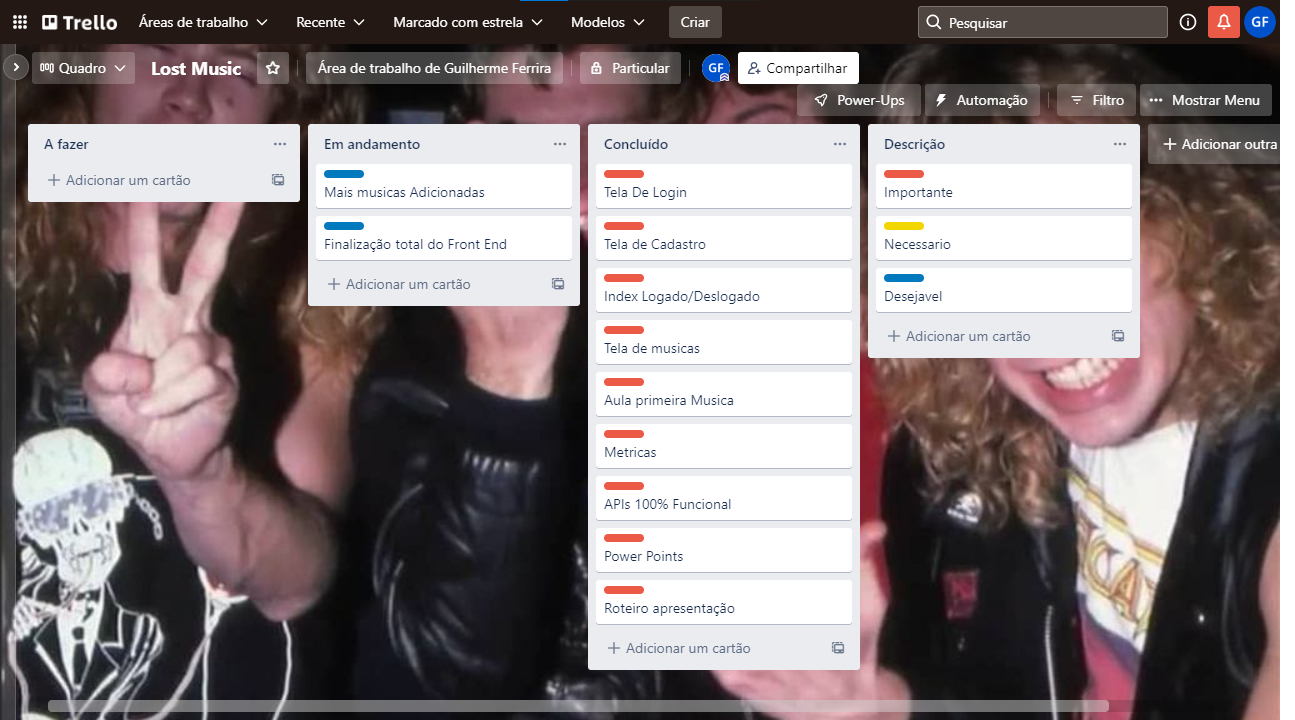 Trello Áreas de trabalho Recente Marcado com estrela Modelos Criar Pesquisar GF
Quadro Lost Music Área de trabalho de Guilherme Ferrira Particular GF Compartilhar
Power-Ups Automação Filtro Mostrar Menu
A fazer
Adicionar um cartão
Em andamento
Mais musicas Adicionadas
Finalização total do Front End
Adicionar um cartão
Concluído
Tela De Login
Tela de Cadastro
Index Logado/Deslogado
Tela de musicas
Aula primeira Musica
Metricas
APIs 100% Funcional
Power Points
Roteiro apresentação
Adicionar um cartão
Descrição
Importante
Necessario
Desejavel
Adicionar um cartão
Adicionar outra